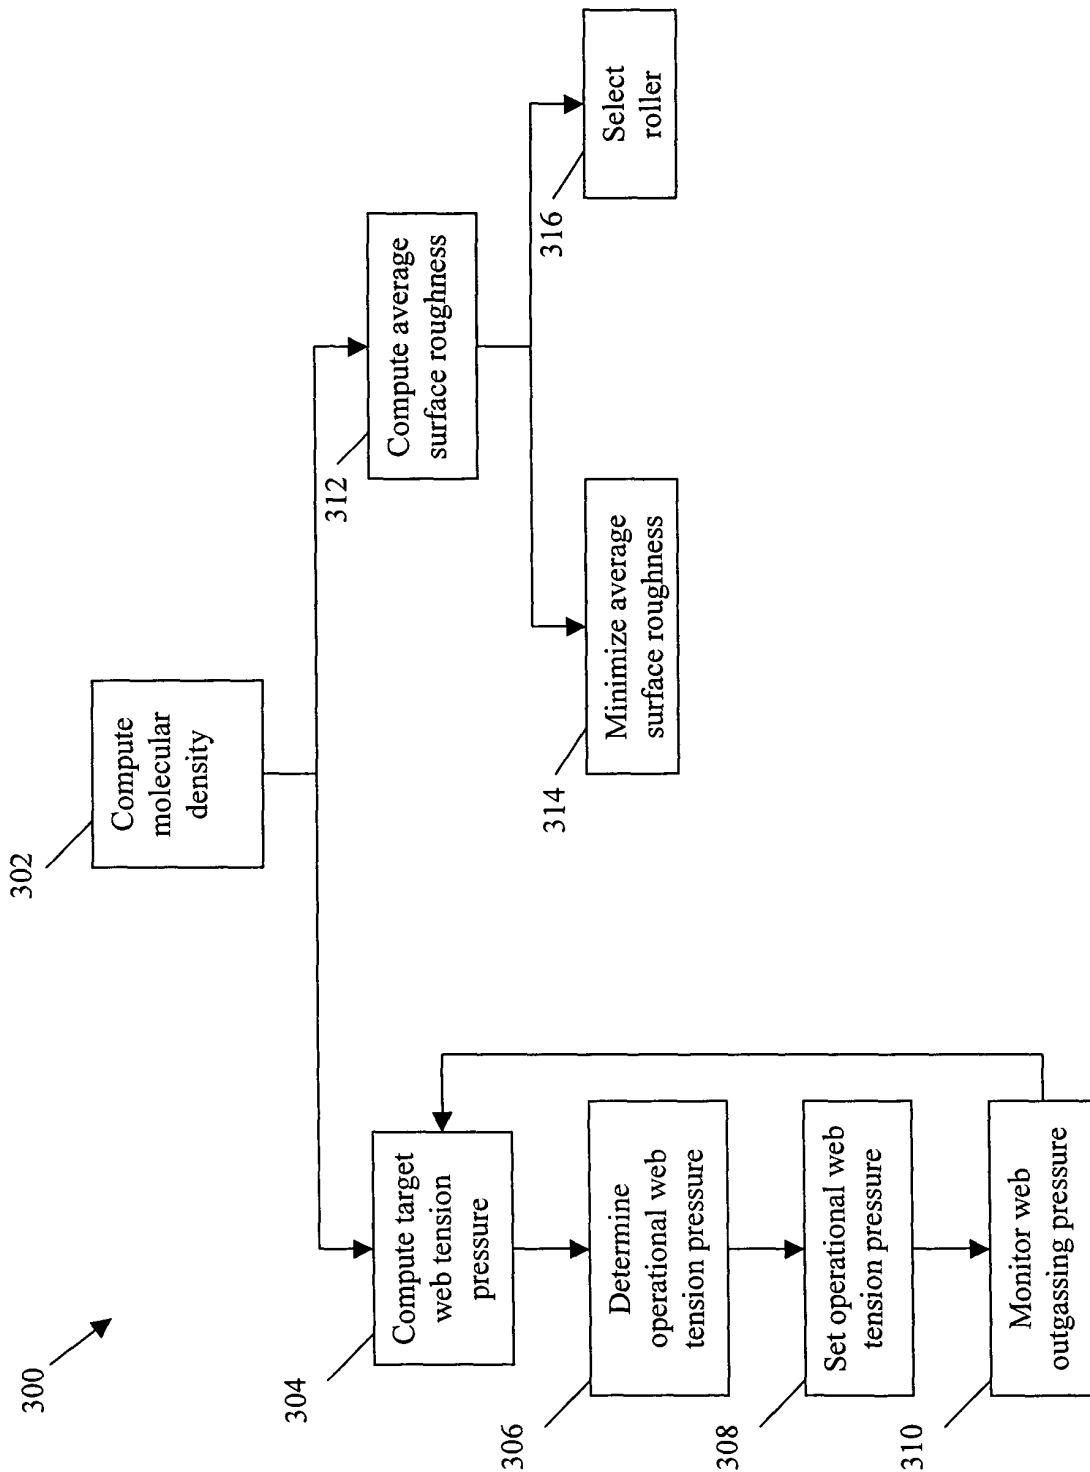 300
302
Compute
molecular
density
304
Compute target
web tension
pressure
306
Determine
operational web
tension pressure
308
Set operational web
tension pressure
310
Monitor web
outgassing pressure
312
Compute average
surface roughness
314
Minimize average
surface roughness
316
Select
roller